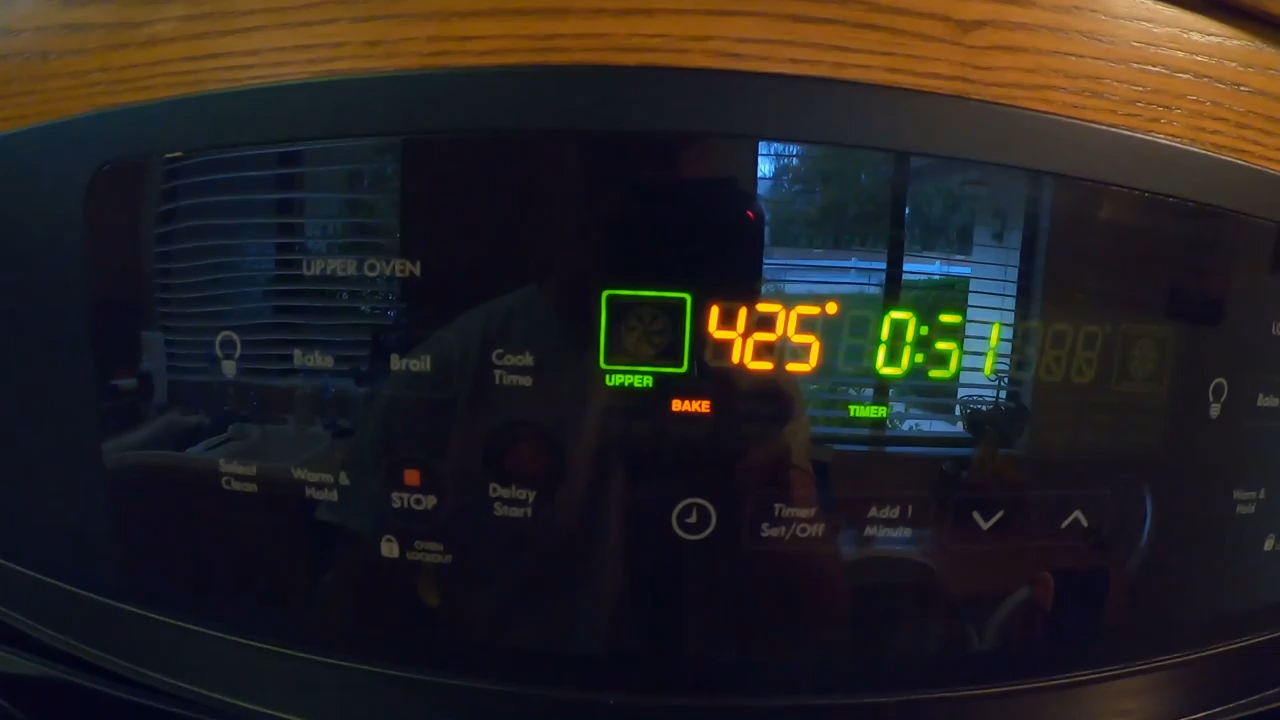 UPPER OVEN
425° 0:51
UPPER
BAKE
TIMER
Bake
Broil
Cook
Time
Select
Clean
Warm &
Hold
STOP
Delay
Start
OVEN
LOCKOUT
Timer
Set/Off
Add 1
Minute
Warm &
Hold